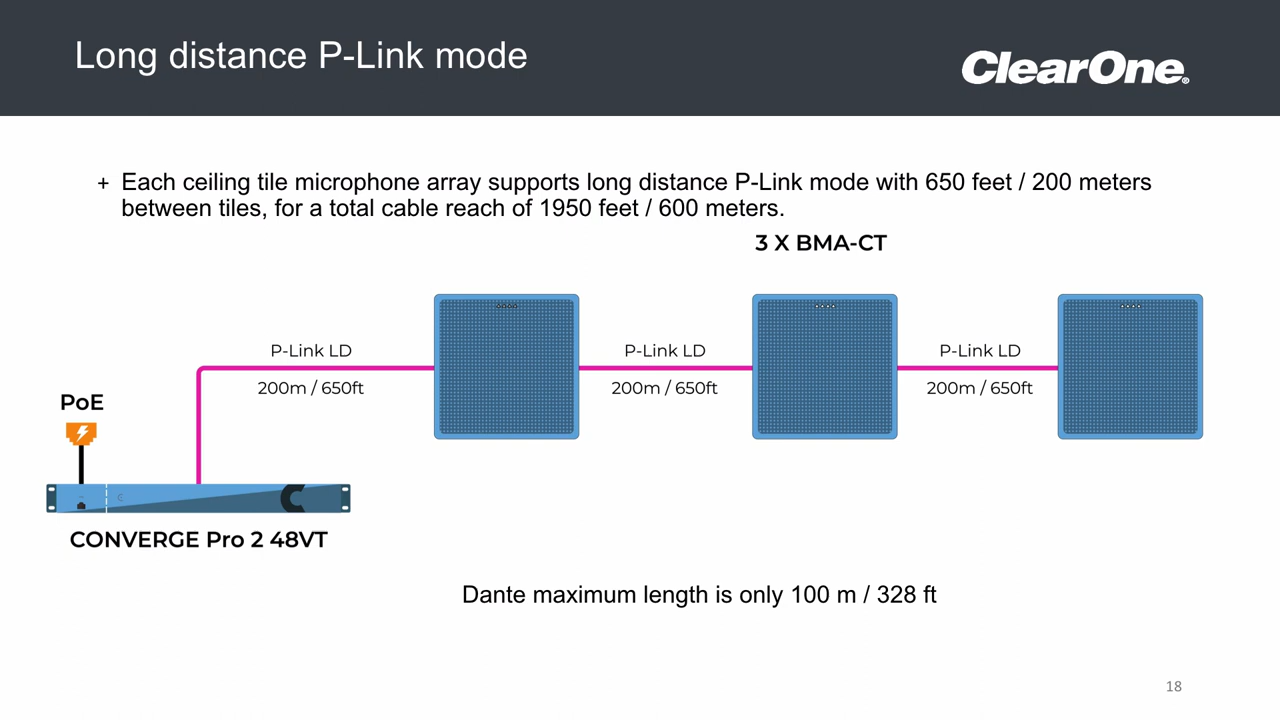 Long distance P-Link mode
ClearOne®
+ Each ceiling tile microphone array supports long distance P-Link mode with 650 feet / 200 meters
between tiles, for a total cable reach of 1950 feet / 600 meters.
3 X BMA-CT
P-Link LD
200m / 650ft
P-Link LD
200m / 650ft
P-Link LD
200m / 650ft
PoE
CONVERGE Pro 2 48VT
Dante maximum length is only 100 m / 328 ft
18